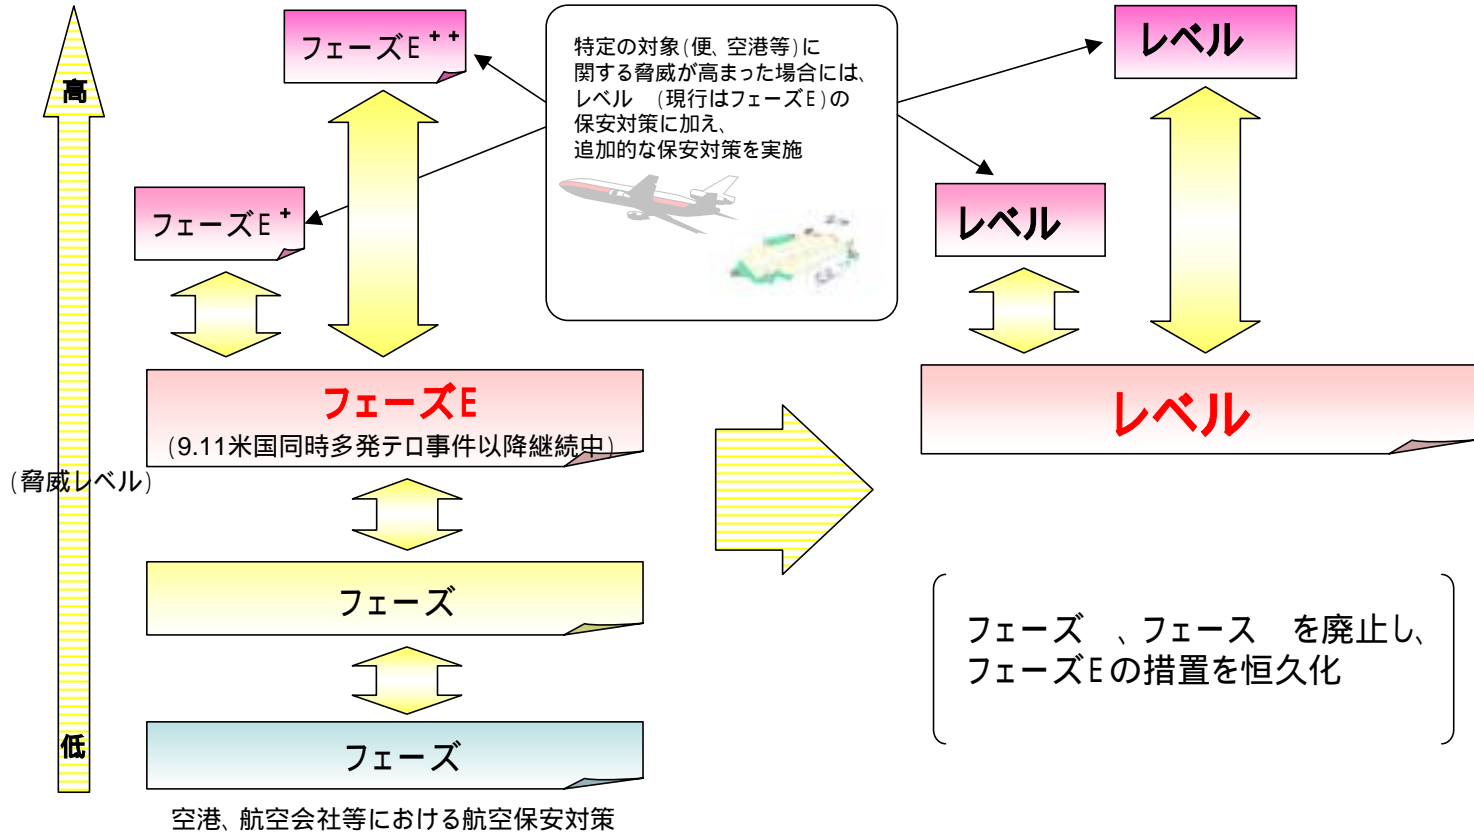 高
(脅威レベル)
低
フェーズE⁺⁺
フェーズE⁺
フェーズE
(9.11米国同時多発テロ事件以降継続中)
フェーズ
フェーズ
空港、航空会社等における航空保安対策
特定の対象(便、空港等)に
関する脅威が高まった場合には、
レベル　(現行はフェーズE)の
保安対策に加え、
追加的な保安対策を実施
レベル
レベル
レベル
フェーズ　、フェース　を廃止し、
フェーズEの措置を恒久化